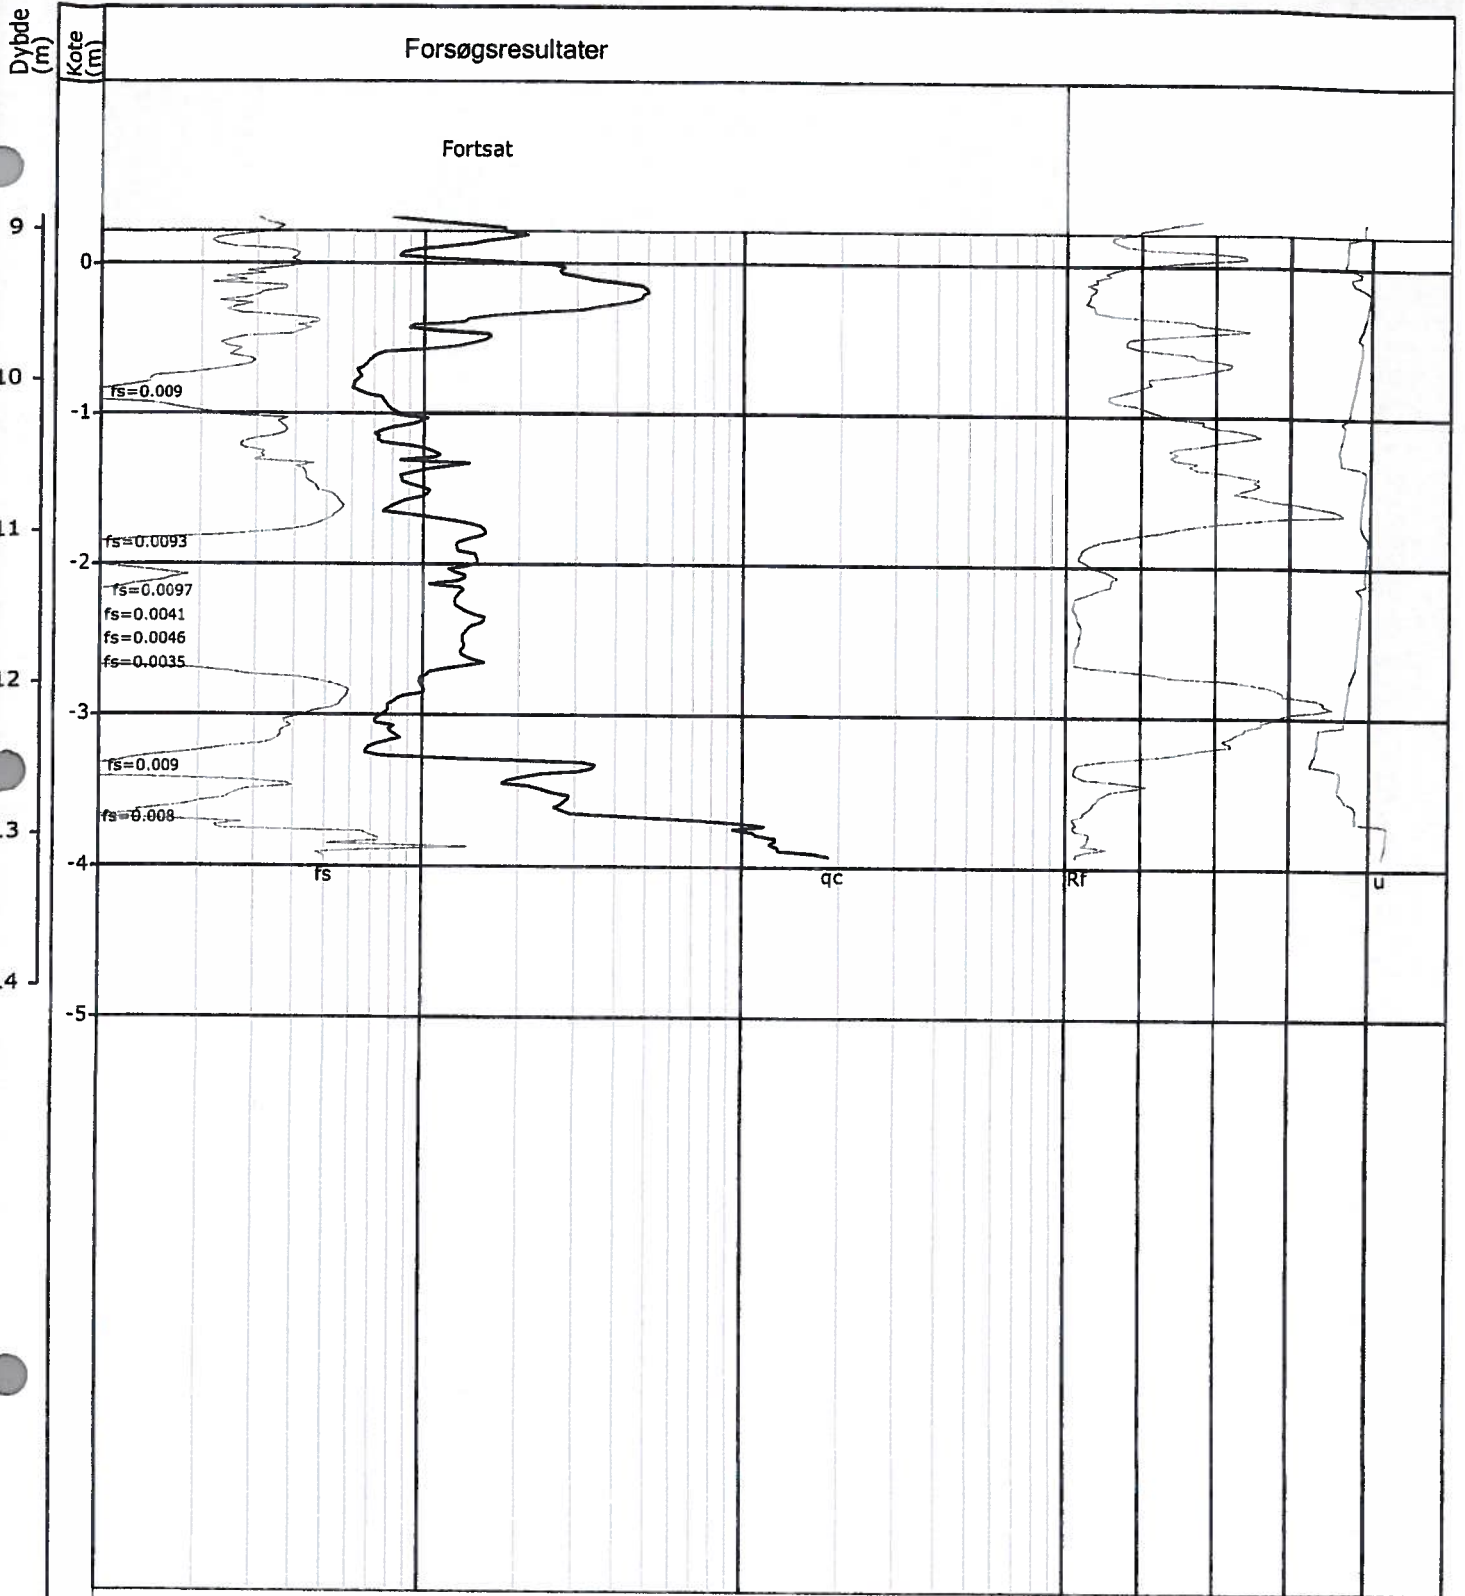 Dybde (m)
Kote (m)
Forsøgsresultater
Fortsat
9
0
10
fs=0.009
-1
11
fs=0.0093
-2
fs=0.0097
fs=0.0041
fs=0.0046
fs=0.0035
12
-3
fs=0.009
fs=0.008
13
-4
fs
qc
Rf
u
14
-5